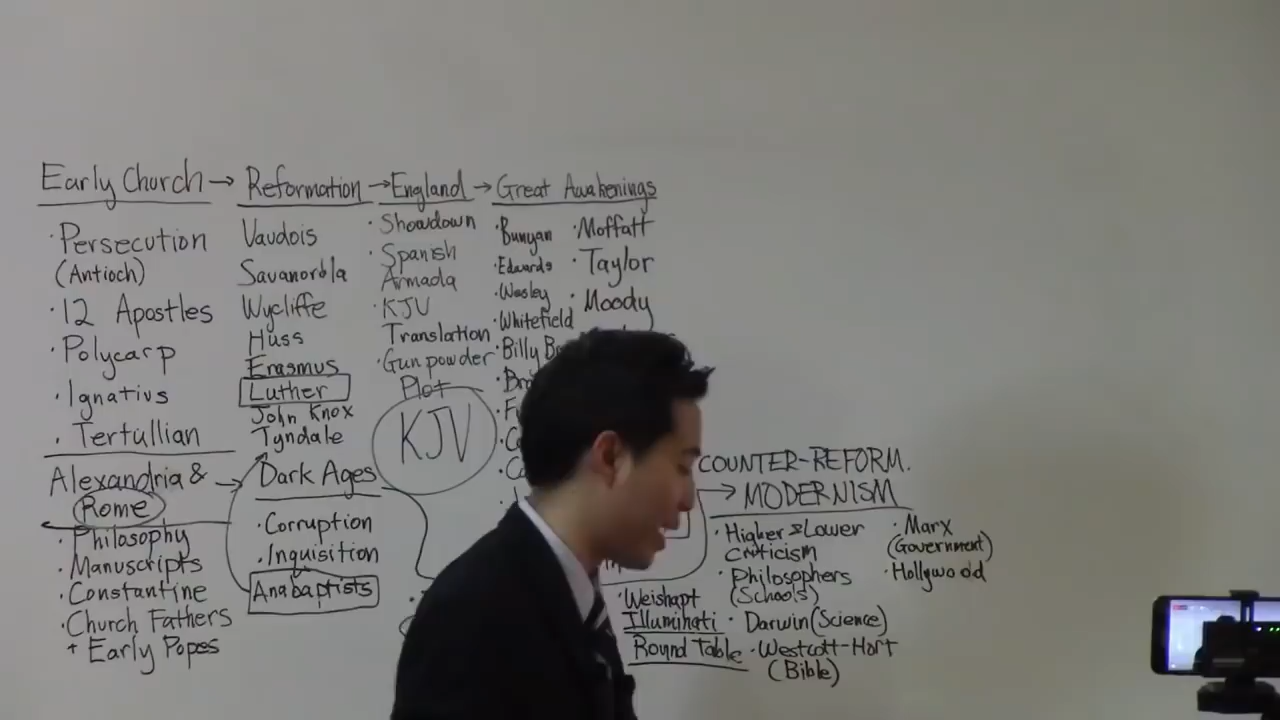 Early Church →
· Persecution
(Antioch)
· 12 Apostles
· Polycarp
· Ignatius
· Tertullian
Alexandria & →
Rome
· Philosophy
· Manuscripts
· Constantine
· Church Fathers
+ Early Popes
Reformation →
Vaudois
Savanorola
Wycliffe
Huss
Erasmus
Luther
John Knox
Tyndale
Dark Ages
· Corruption
· Inquisition
Anabaptists
England →
· Showdown
· Spanish
Armada
· KJV
Translation
· Gunpowder
Plot
KJV
Great Awakenings
· Bunyan
· Edwards
· Wesley
· Whitefield
· Billy
· Moffatt
· Taylor
· Moody
COUNTER-REFORM.
→ MODERNISM
· Higher & Lower
Criticism
· Philosophers
(Schools)
· Darwin (Science)
· Westcott-Hort
(Bible)
· Marx
(Government)
· Hollywood
· Weishapt
Illuminati
Round Table